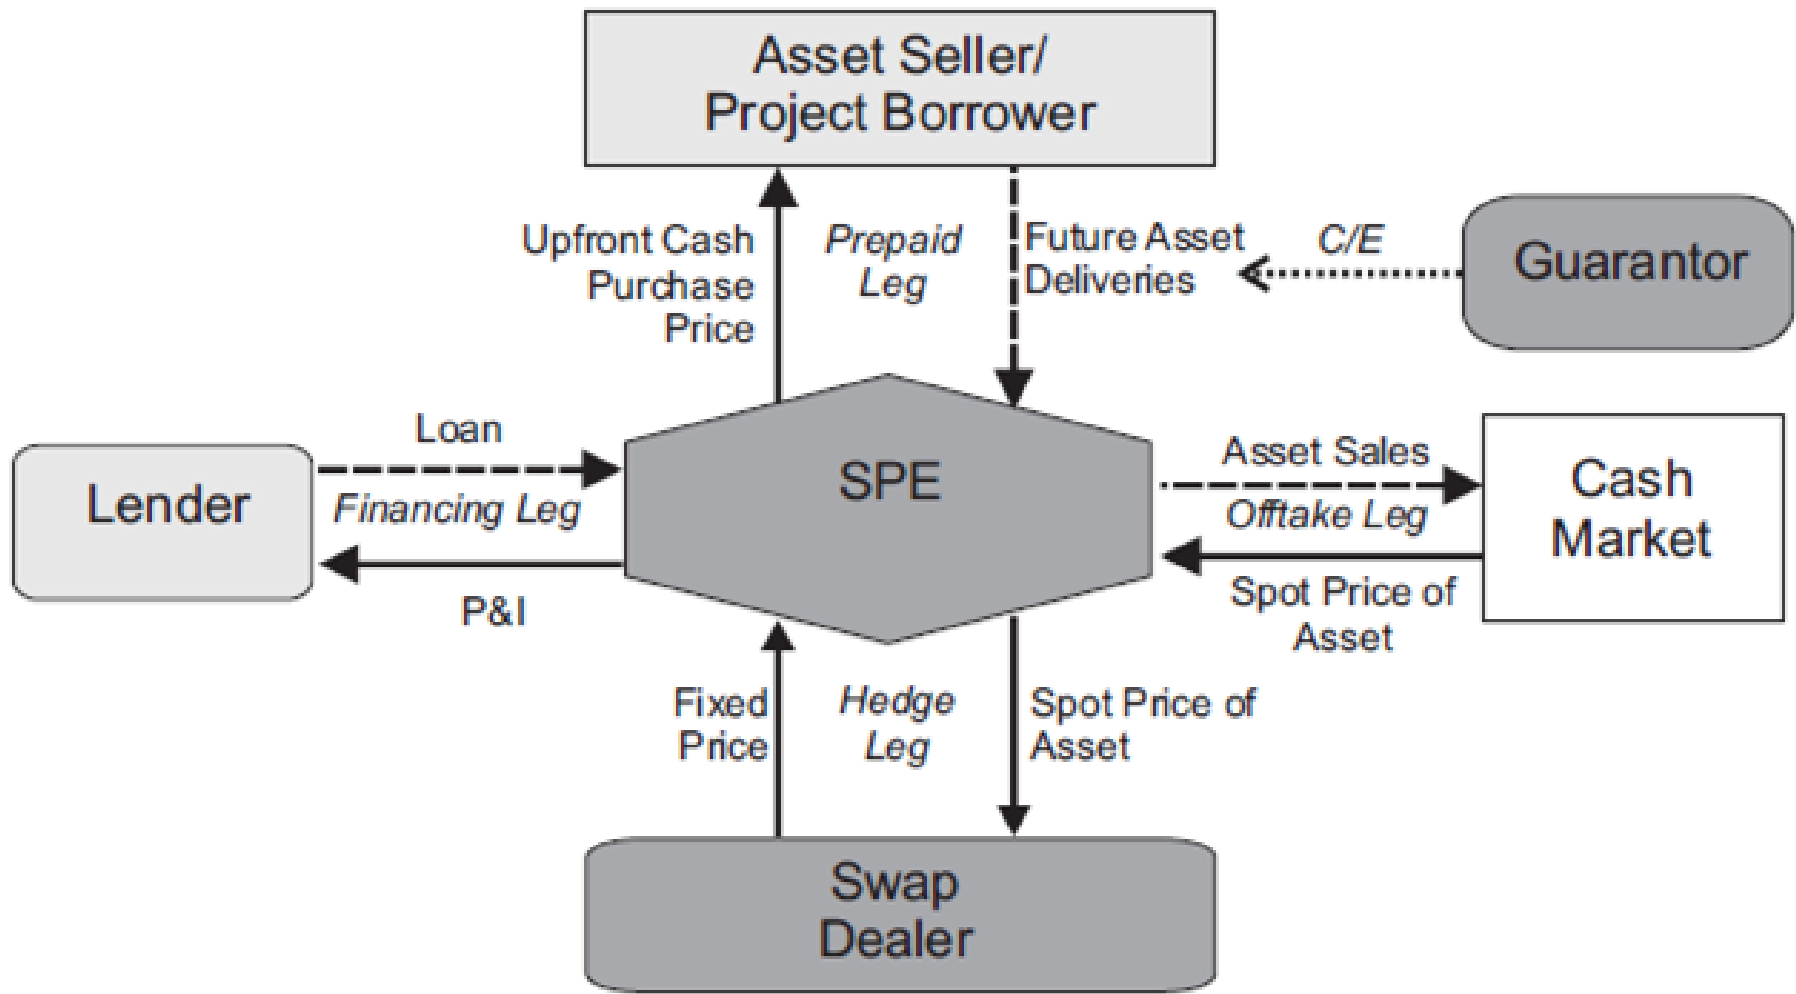 Asset Seller/
Project Borrower
Upfront Cash
Purchase
Price
Prepaid
Leg
Future Asset
Deliveries
C/E
Guarantor
Loan
Lender
Financing Leg
P&I
SPE
Asset Sales
Offtake Leg
Spot Price of
Asset
Cash
Market
Fixed
Price
Hedge
Leg
Spot Price of
Asset
Swap
Dealer